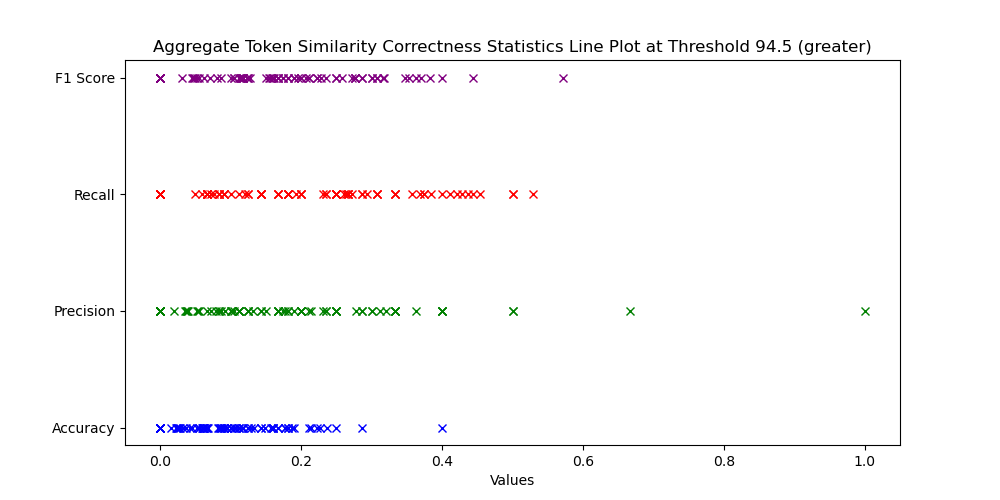 Aggregate Token Similarity Correctness Statistics Line Plot at Threshold 94.5 (greater)
F1 Score
Recall
Precision
Accuracy
0.0 0.2 0.4 0.6 0.8 1.0
Values